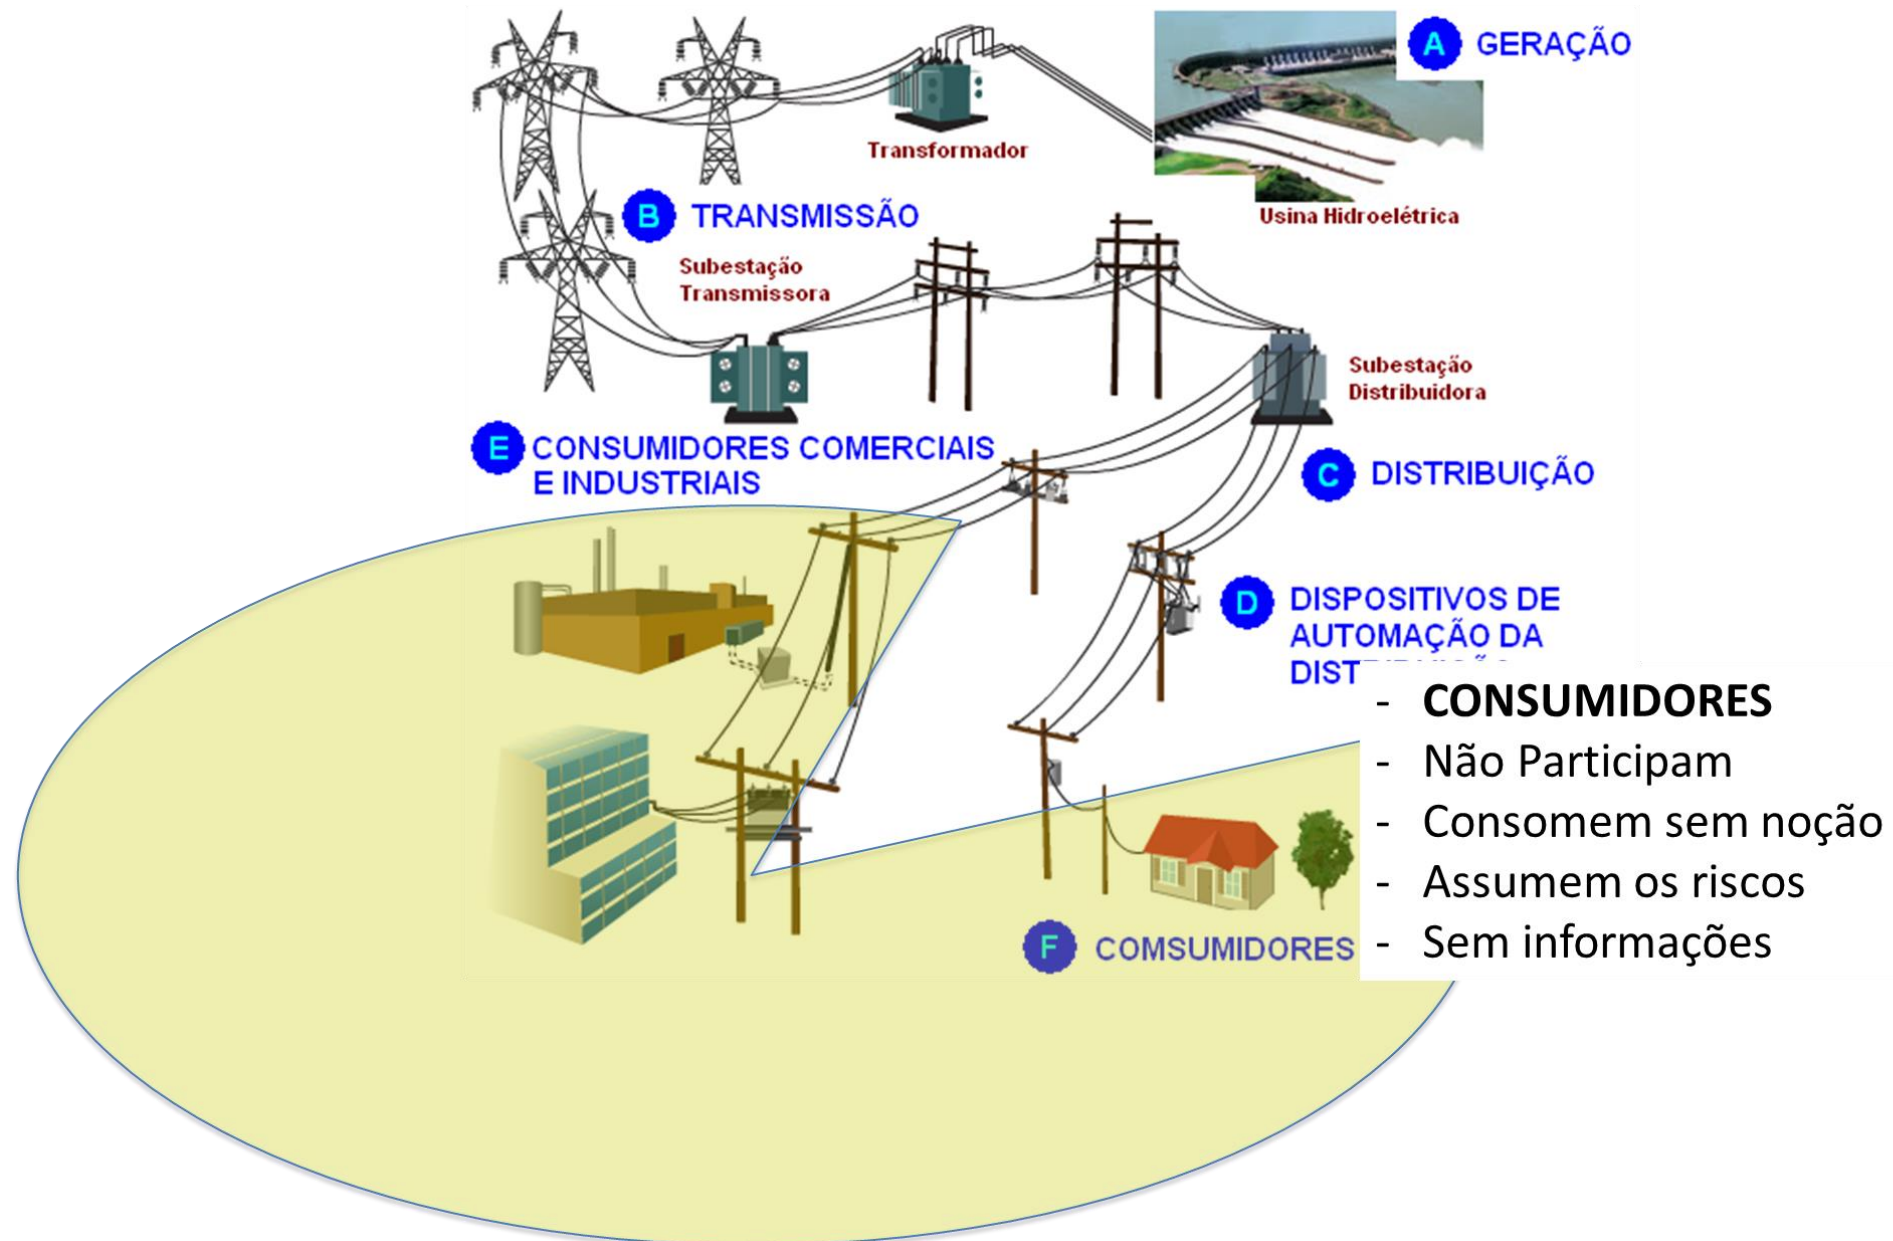 A GERAÇÃO
Transformador
Usina Hidroelétrica
B TRANSMISSÃO
Subestação
Transmissora
Subestação
Distribuidora
E CONSUMIDORES COMERCIAIS
E INDUSTRIAIS
C DISTRIBUIÇÃO
D DISPOSITIVOS DE
AUTOMAÇÃO DA
DIST
- CONSUMIDORES
- Não Participam
- Consomem sem noção
- Assumem os riscos
- Sem informações
F COMSUMIDORES